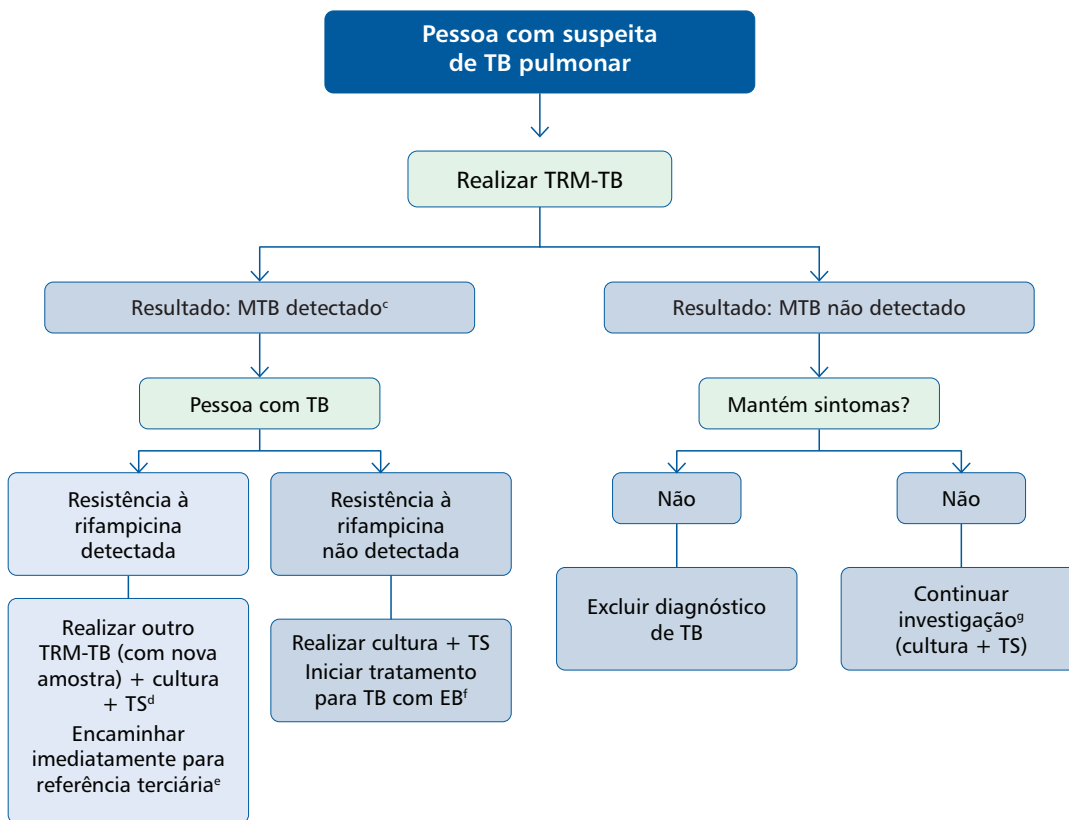 Pessoa com suspeita
de TB pulmonar
Realizar TRM-TB
Resultado: MTB detectadoᶜ
Resultado: MTB não detectado
Pessoa com TB
Mantém sintomas?
Resistência à
rifampicina
detectada
Resistência à
rifampicina
não detectada
Não
Não
Realizar outro
TRM-TB (com nova
amostra) + cultura
+ TSᵈ
Encaminhar
imediatamente para
referência terciáriaᵉ
Realizar cultura + TS
Iniciar tratamento
para TB com EBᶠ
Excluir diagnóstico
de TB
Continuar
investigaçãoᵍ
(cultura + TS)